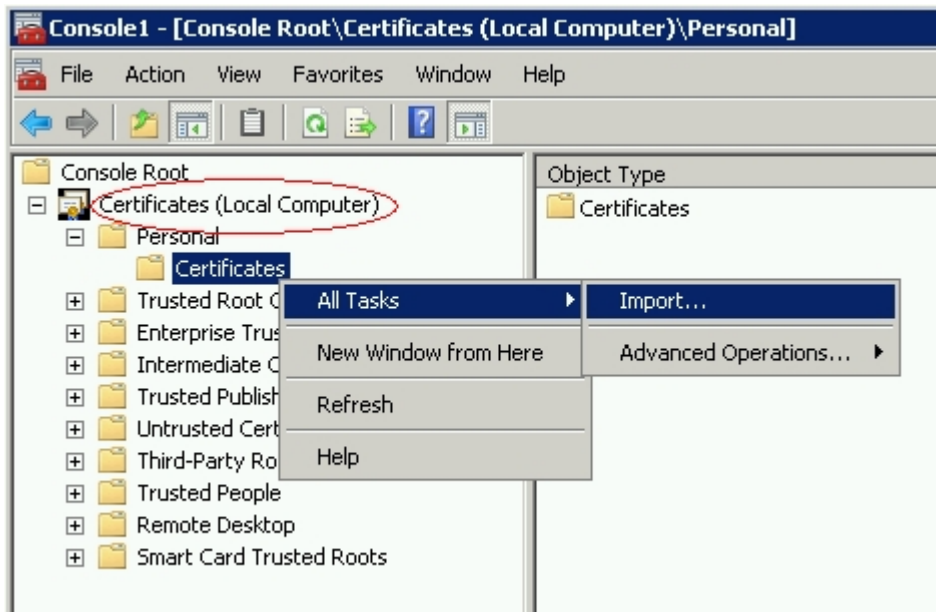 Console1 - [Console Root\Certificates (Local Computer)\Personal]
File Action View Favorites Window Help
Console Root
Object Type
Certificates (Local Computer)
Certificates
Personal
Certificates
Trusted Root C
All Tasks
Import...
Enterprise Trus
New Window from Here
Advanced Operations...
Intermediate C
Trusted Publish
Refresh
Untrusted Cert
Third-Party Ro
Help
Trusted People
Remote Desktop
Smart Card Trusted Roots